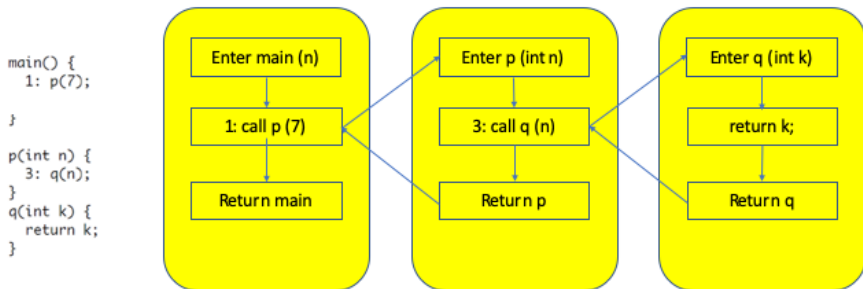 main() {
1: p(7);
}
p(int n) {
3: q(n);
}
q(int k) {
return k;
}
Enter main (n)
1: call p (7)
Return main
Enter p (int n)
3: call q (n)
Return p
Enter q (int k)
return k;
Return q